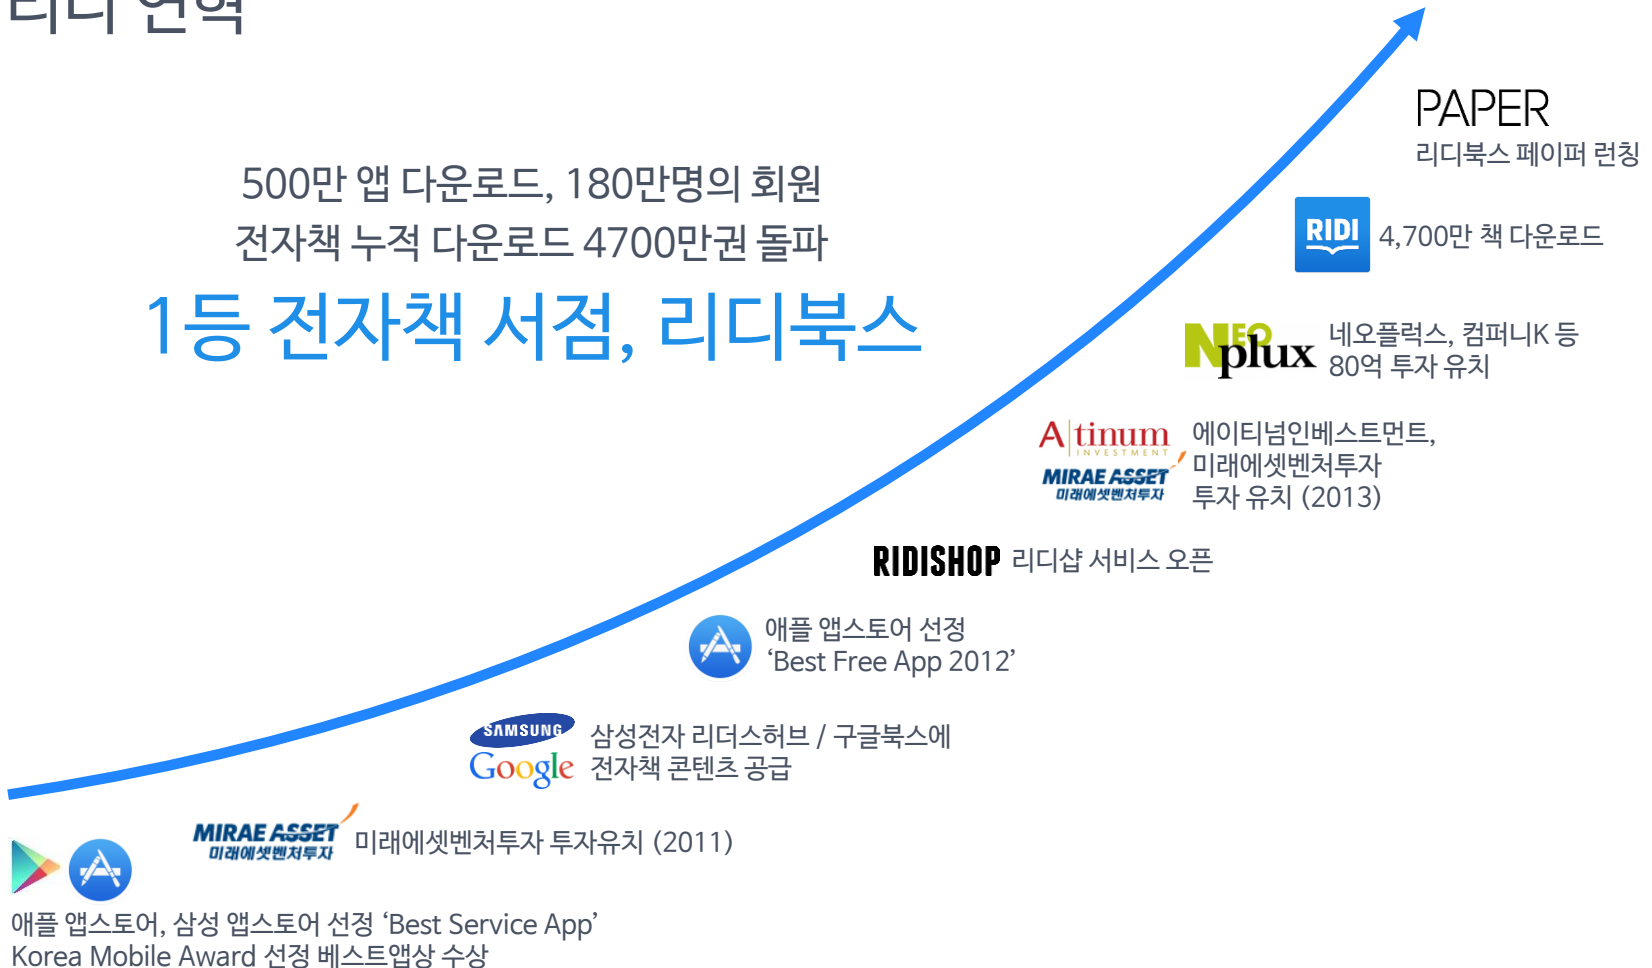 리디 연혁
500만 앱 다운로드, 180만명의 회원
전자책 누적 다운로드 4700만권 돌파
1등 전자책 서점, 리디북스
PAPER
리디북스 페이퍼 런칭
RIDI
4,700만 책 다운로드
NEOplux
네오플럭스, 컴퍼니K 등
80억 투자 유치
A|tinum
INVESTMENT
MIRAE ASSET
미래에셋벤처투자
에이티넘인베스트먼트,
미래에셋벤처투자
투자 유치 (2013)
RIDISHOP
리디샵 서비스 오픈
애플 앱스토어 선정
‘Best Free App 2012’
SAMSUNG
Google
삼성전자 리더스허브 / 구글북스에
전자책 콘텐츠 공급
MIRAE ASSET
미래에셋벤처투자
미래에셋벤처투자 투자유치 (2011)
애플 앱스토어, 삼성 앱스토어 선정 ‘Best Service App’
Korea Mobile Award 선정 베스트앱상 수상